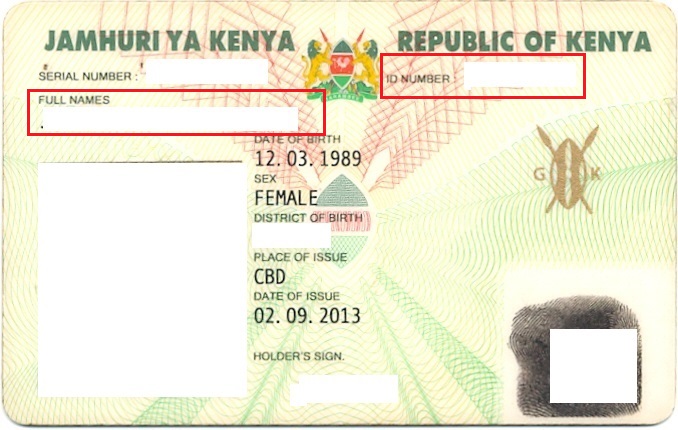 JAMHURI YA KENYA REPUBLIC OF KENYA
SERIAL NUMBER : ID NUMBER :
FULL NAMES
DATE OF BIRTH
12. 03. 1989
SEX
FEMALE
DISTRICT OF BIRTH
PLACE OF ISSUE
CBD
DATE OF ISSUE
02. 09. 2013
HOLDER'S SIGN.
G K